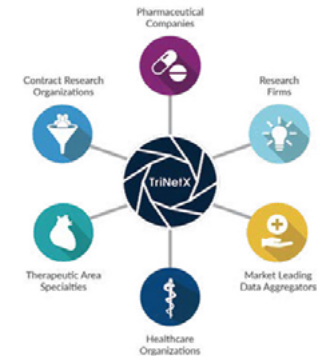 Pharmaceutical
Companies
Contract Research
Organizations
Research
Firms
TriNetX
Therapeutic Area
Specialties
Market Leading
Data Aggregators
Healthcare
Organizations